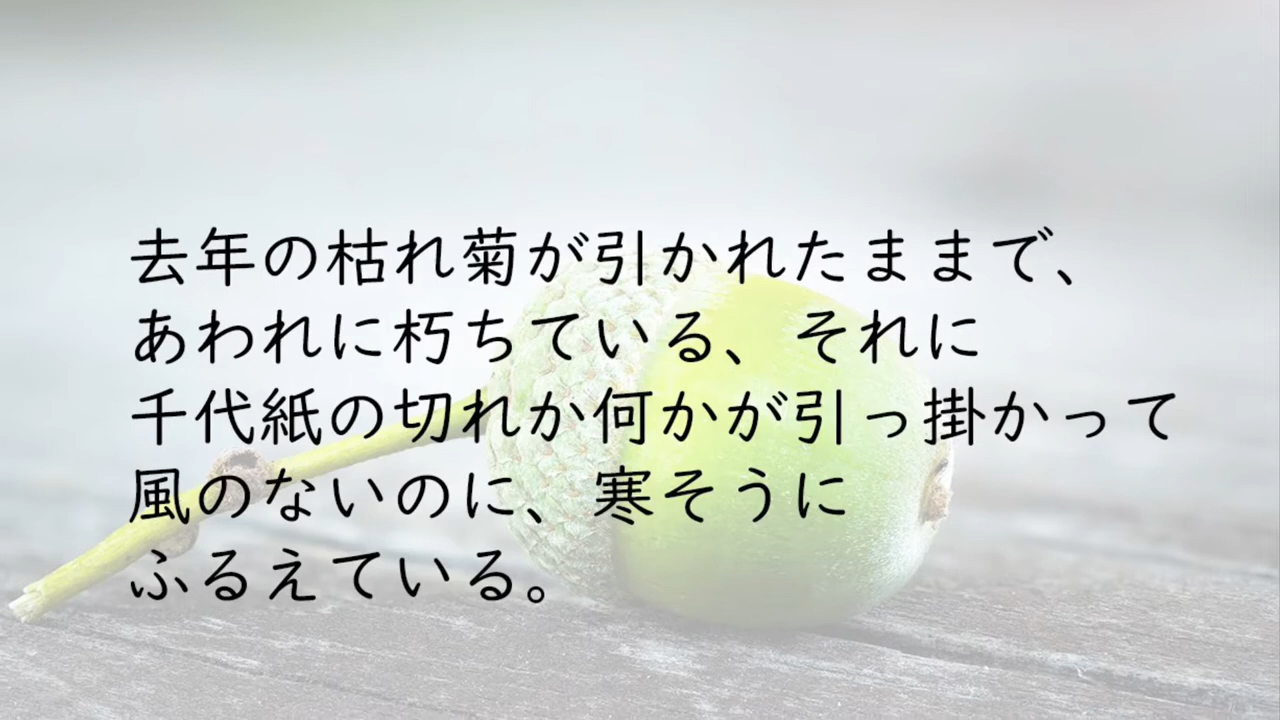 去年の枯れ菊が引かれたままで、
あわれに朽ちている、それに
千代紙の切れか何かが引っ掛かって
風のないのに、寒そうに
ふるえている。